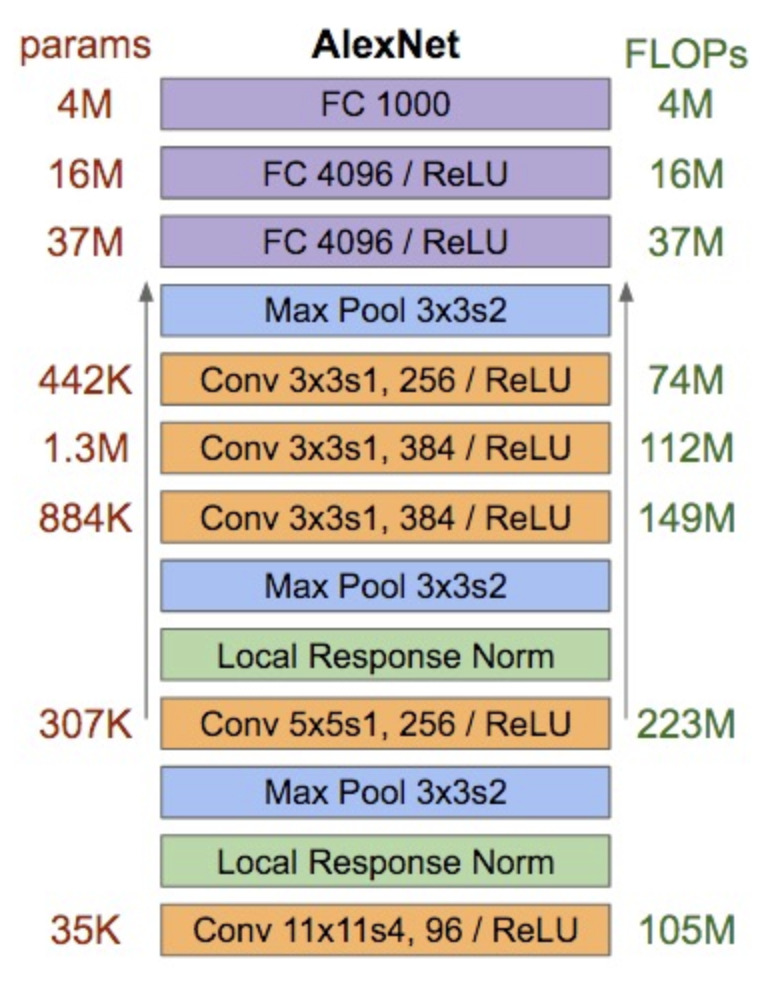 params AlexNet FLOPs
4M FC 1000 4M
16M FC 4096 / ReLU 16M
37M FC 4096 / ReLU 37M
Max Pool 3x3s2
442K Conv 3x3s1, 256 / ReLU 74M
1.3M Conv 3x3s1, 384 / ReLU 112M
884K Conv 3x3s1, 384 / ReLU 149M
Max Pool 3x3s2
Local Response Norm
307K Conv 5x5s1, 256 / ReLU 223M
Max Pool 3x3s2
Local Response Norm
35K Conv 11x11s4, 96 / ReLU 105M